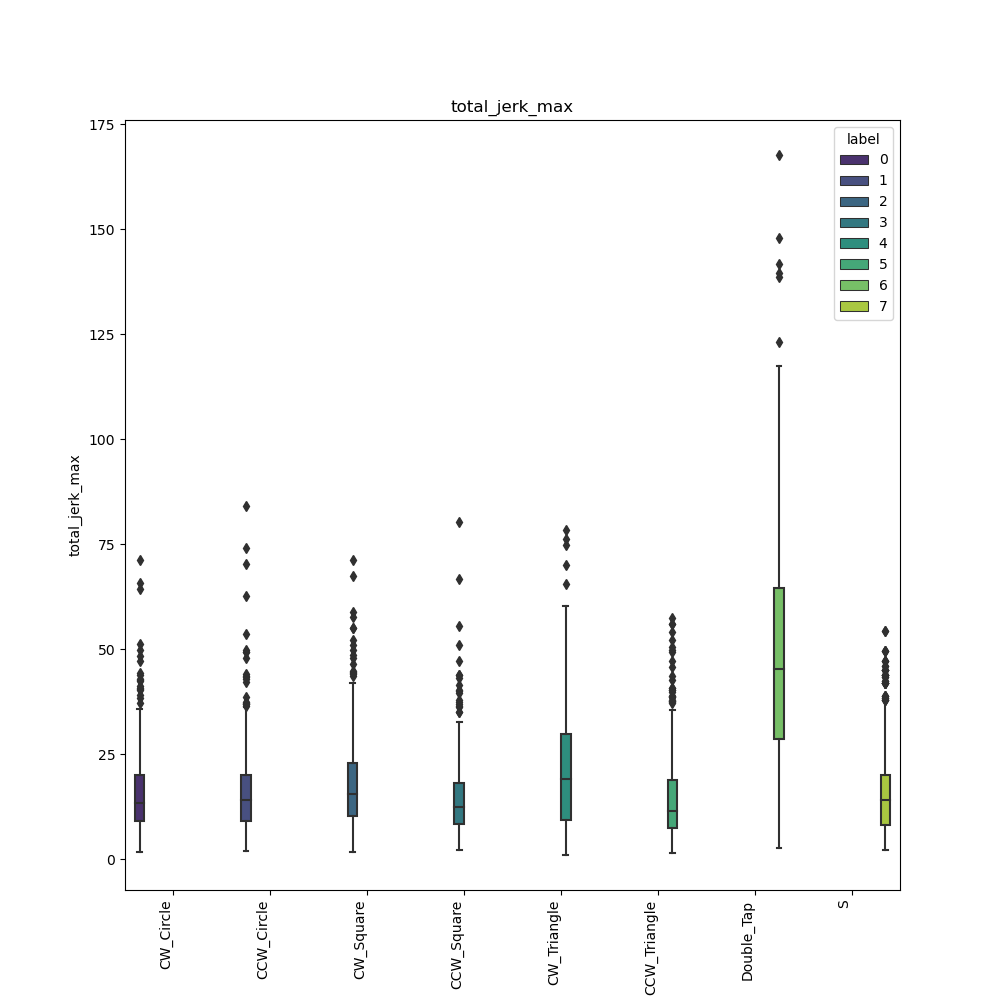 total_jerk_max
label
0
1
2
3
4
5
6
7
175
150
125
100
75
50
25
0
total_jerk_max
CW_Circle
CCW_Circle
CW_Square
CCW_Square
CW_Triangle
CCW_Triangle
Double_Tap
S